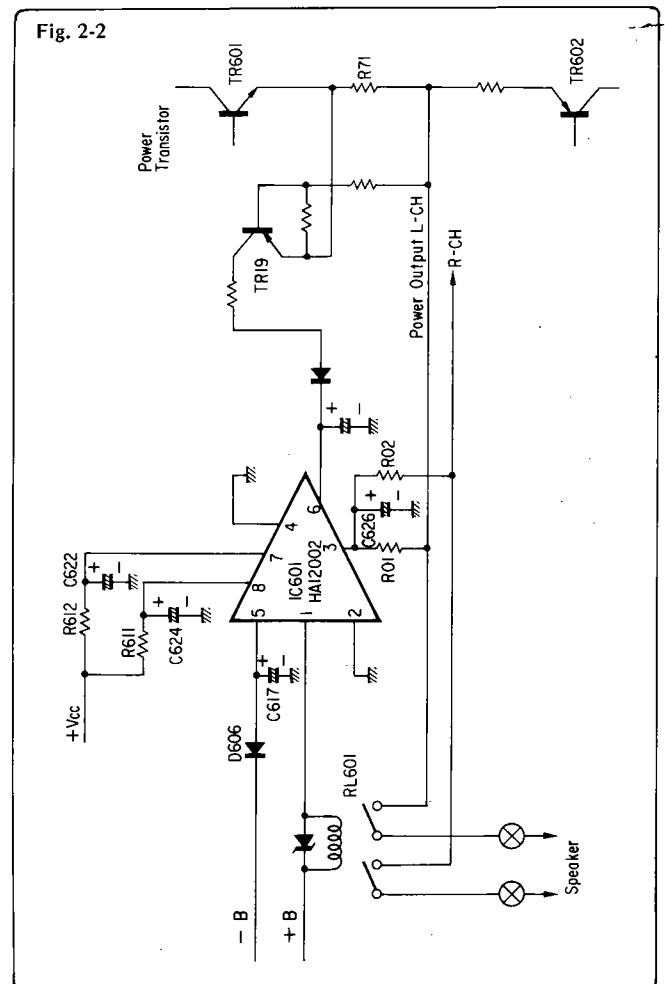 Fig. 2-2
TR601
R71
TR602
Power
Transistor
TR19
Power Output L-CH
R-CH
+
-
R02
C626
+
-
R01
6
3
4
7
8
5
1
2
IC601
HA12002
C622
+
-
R612
R611
C624
+
-
+Vcc
C617
+
-
D606
RL601
- B
+ B
Speaker